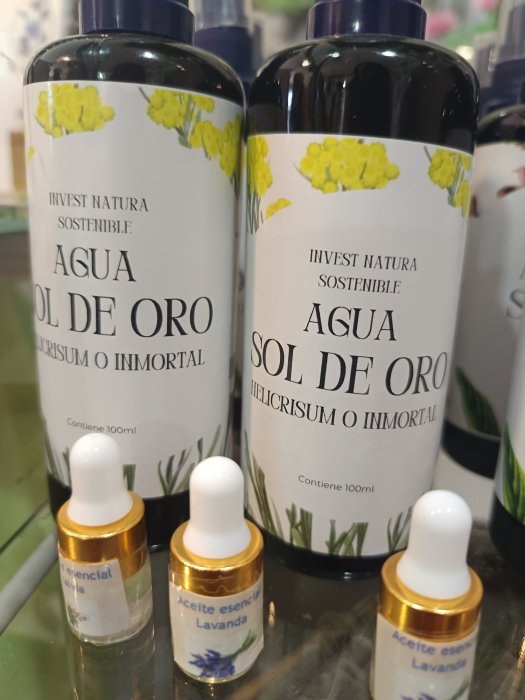 INVEST NATURA
SOSTENIBLE
AGUA
SOL DE ORO
HELICRISUM O INMORTAL
Contiene 100ml
INVEST NATURA
SOSTENIBLE
AGUA
SOL DE ORO
HELICRISUM O INMORTAL
Contiene 100ml
esencial
Aceite esencial
Lavanda
Aceite esen
Lavanda